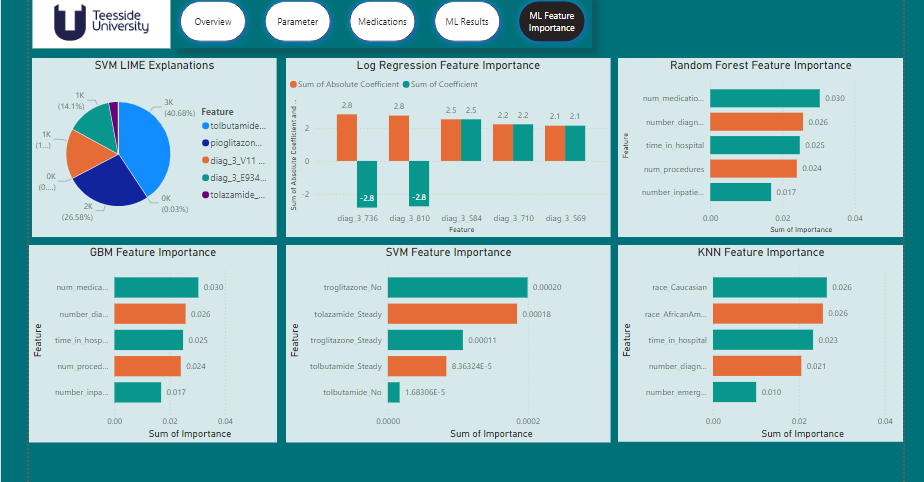 Teesside
University
Overview
Parameter
Medications
ML Results
ML Feature
Importance
SVM LIME Explanations
1K
(14.1%)
3K
(40.68%)
1K
(1...)
0K
(0....)
2K
(26.58%)
0K
(0.03%)
Feature
tolbutamide...
pioglitazon...
diag_3_V11 ...
diag_3_E934...
tolazamide_...
Log Regression Feature Importance
Sum of Absolute Coefficient Sum of Coefficient
Sum of Absolute Coefficient and ...
2
0
-2
2.8
-2.8
2.8
-2.8
2.5
2.5
2.2
2.2
2.1
2.1
diag_3_736
diag_3_810
diag_3_584
diag_3_710
diag_3_569
Feature
Random Forest Feature Importance
Feature
num_medicatio... 0.030
number_diagn... 0.026
time_in_hospital 0.025
num_procedures 0.024
number_inpatie... 0.017
0.00 0.02 0.04
Sum of Importance
GBM Feature Importance
Feature
num_medica... 0.030
number_dia... 0.026
time_in_hosp... 0.025
num_proced... 0.024
number_inpa... 0.017
0.00 0.02 0.04
Sum of Importance
SVM Feature Importance
Feature
troglitazone_No 0.00020
tolazamide_Steady 0.00018
troglitazone_Steady 0.00011
tolbutamide_Steady 8.36324E-5
tolbutamide_No 1.68306E-5
0.0000 0.0002
Sum of Importance
KNN Feature Importance
Feature
race_Caucasian 0.026
race_AfricanAm... 0.026
time_in_hospital 0.023
number_diagn... 0.021
number_emerg... 0.010
0.00 0.02 0.04
Sum of Importance